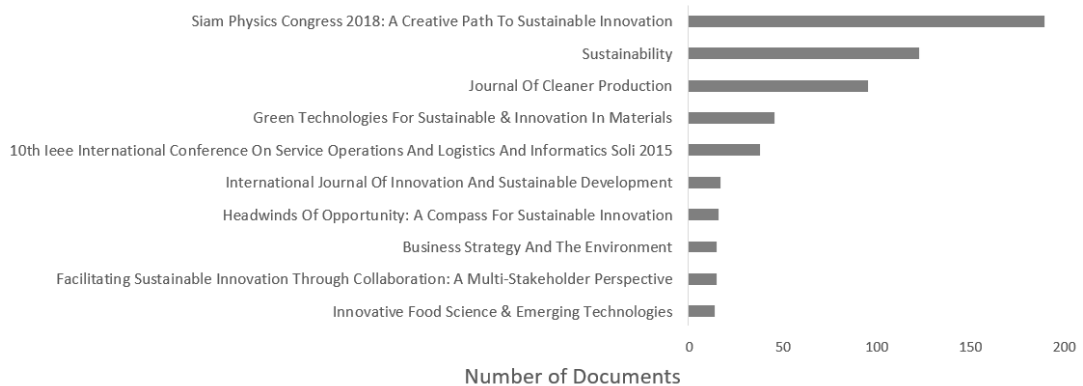 Siam Physics Congress 2018: A Creative Path To Sustainable Innovation
Sustainability
Journal Of Cleaner Production
Green Technologies For Sustainable & Innovation In Materials
10th Ieee International Conference On Service Operations And Logistics And Informatics Soli 2015
International Journal Of Innovation And Sustainable Development
Headwinds Of Opportunity: A Compass For Sustainable Innovation
Business Strategy And The Environment
Facilitating Sustainable Innovation Through Collaboration: A Multi-Stakeholder Perspective
Innovative Food Science & Emerging Technologies
0 50 100 150 200
Number of Documents